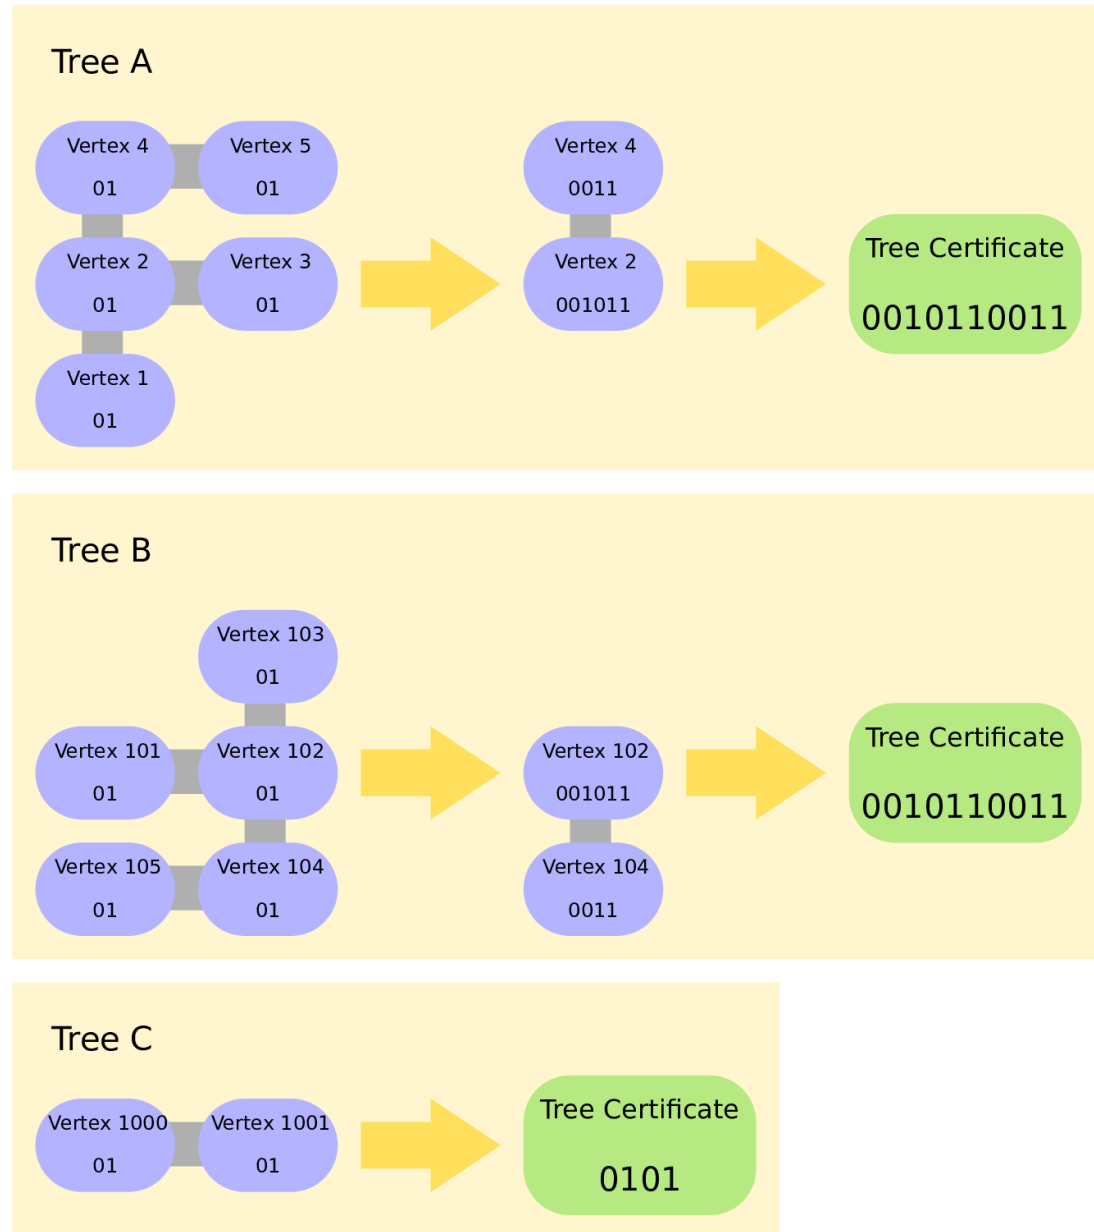 Tree A
Vertex 4
01
Vertex 5
01
Vertex 2
01
Vertex 3
01
Vertex 1
01
Vertex 4
0011
Vertex 2
001011
Tree Certificate
0010110011
Tree B
Vertex 103
01
Vertex 101
01
Vertex 102
01
Vertex 105
01
Vertex 104
01
Vertex 102
001011
Vertex 104
0011
Tree Certificate
0010110011
Tree C
Vertex 1000
01
Vertex 1001
01
Tree Certificate
0101